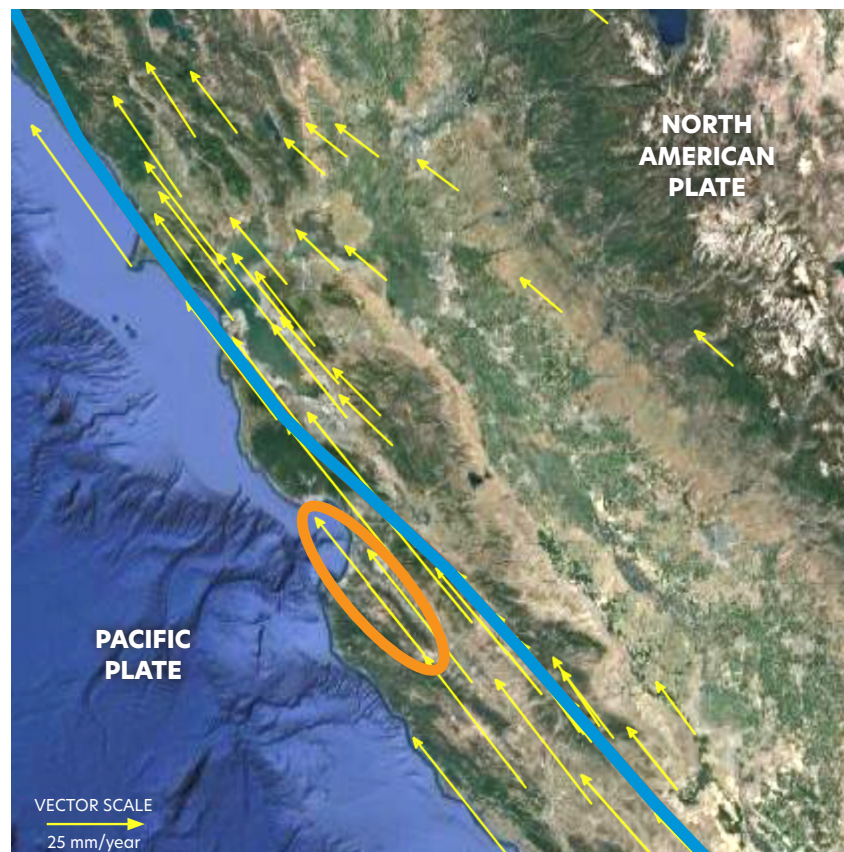 NORTH
AMERICAN
PLATE
PACIFIC
PLATE
VECTOR SCALE
25 mm/year